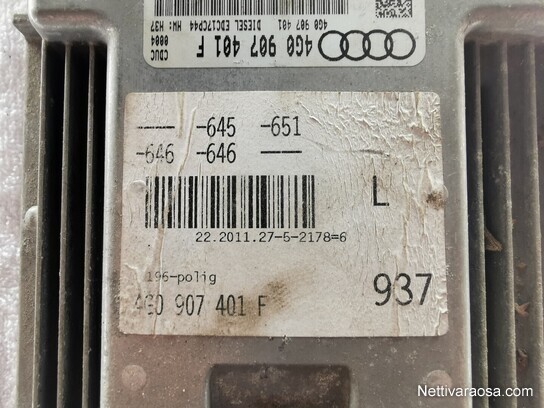 4G0 907 401 F
CDUC
0004
DIESEL EDC17CP44 HW: H37
4G0 907 401
--- -645 -651
-646 -646 -- -
L
22.2011.27-5-2178=6
196-polig
4G0 907 401 F
937
Nettivaraosa.com